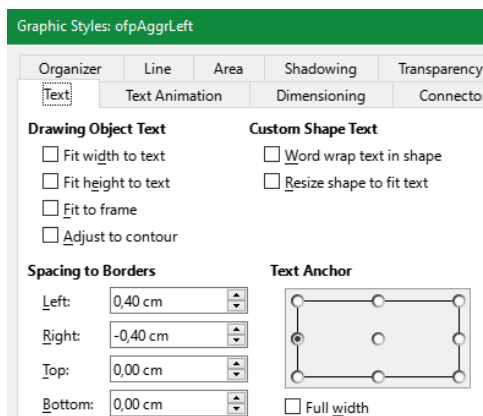 Graphic Styles: ofpAggrLeft
Organizer Line Area Shadowing Transparency
Text Text Animation Dimensioning Connecto
Drawing Object Text Custom Shape Text
Fit width to text Word wrap text in shape
Fit height to text Resize shape to fit text
Fit to frame
Adjust to contour
Spacing to Borders Text Anchor
Left: 0,40 cm
Right: -0,40 cm
Top: 0,00 cm
Bottom: 0,00 cm Full width